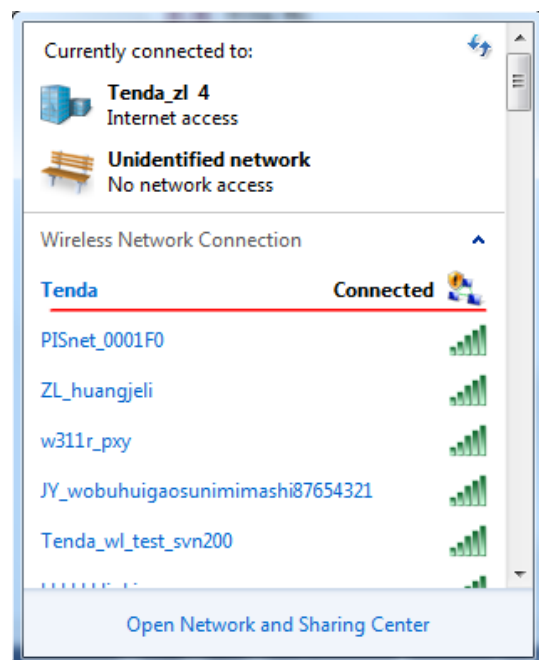 Currently connected to:
Tenda_zl 4
Internet access
Unidentified network
No network access
Wireless Network Connection
Tenda Connected
PISnet_0001F0
ZL_huangjeli
w311r_pxy
JY_wobuhuigaosunimimashi87654321
Tenda_wl_test_svn200
Open Network and Sharing Center